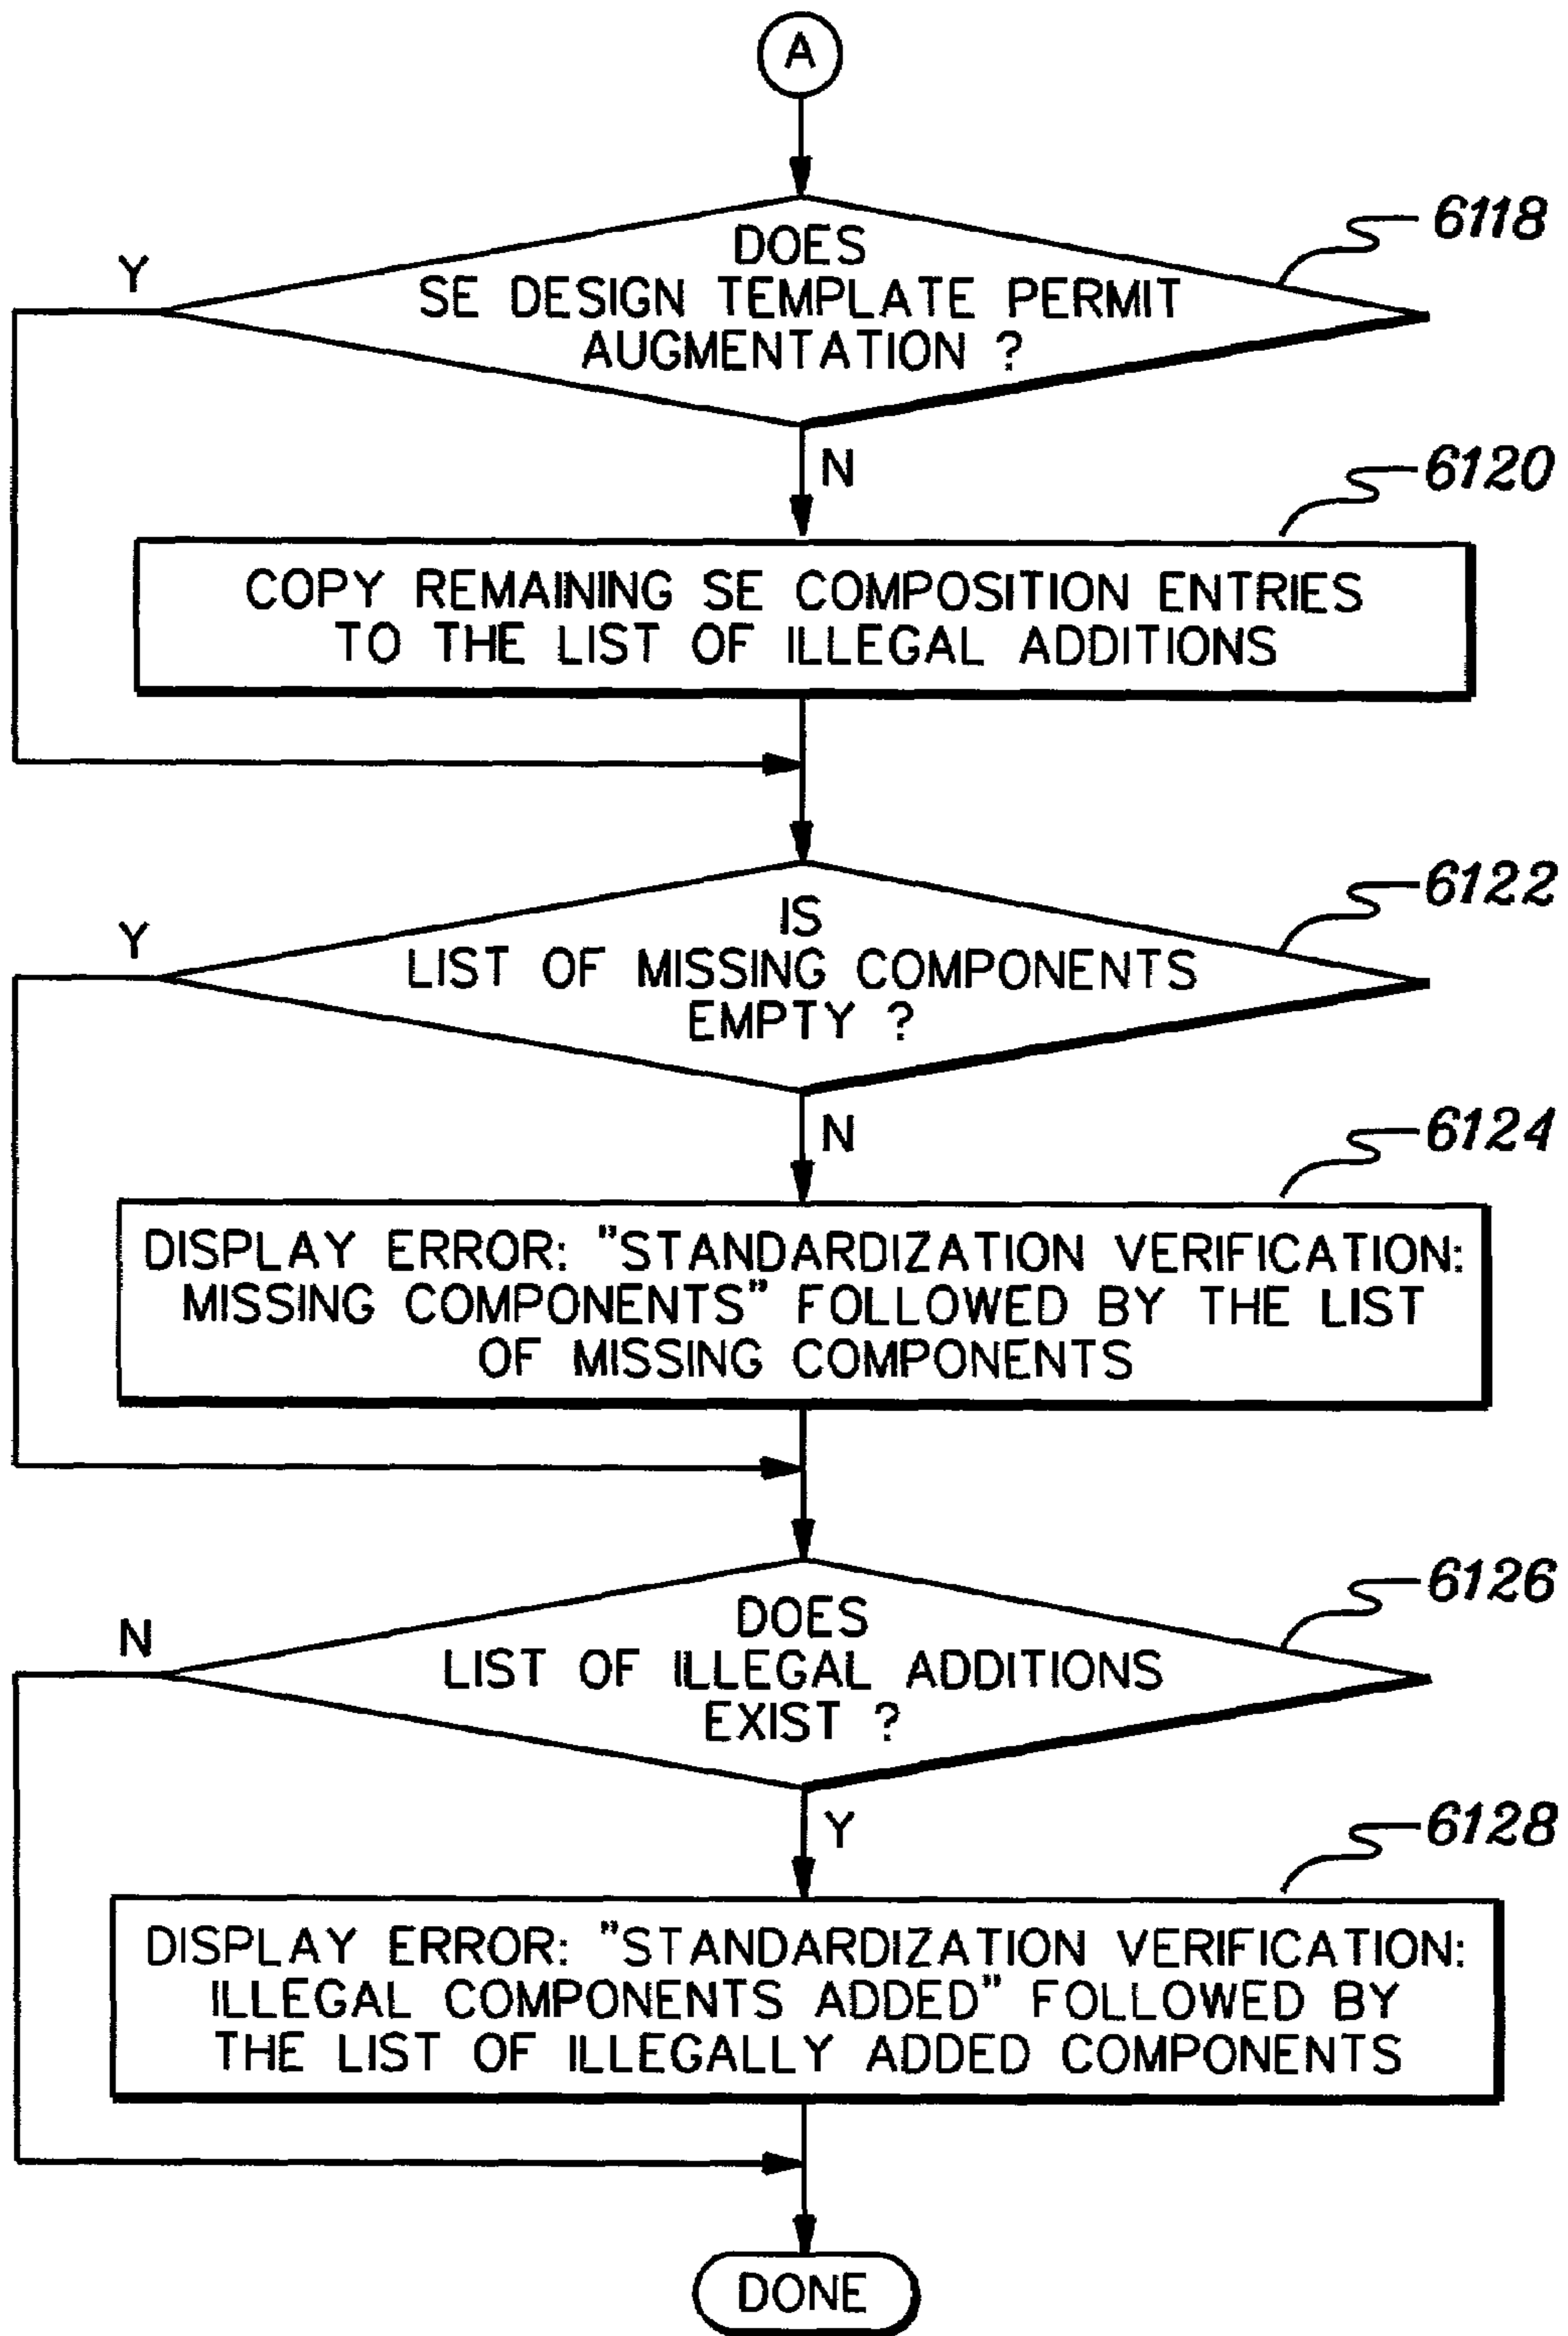 A
6118
DOES
SE DESIGN TEMPLATE PERMIT
AUGMENTATION ?
Y
N
6120
COPY REMAINING SE COMPOSITION ENTRIES
TO THE LIST OF ILLEGAL ADDITIONS
6122
IS
LIST OF MISSING COMPONENTS
EMPTY ?
Y
N
6124
DISPLAY ERROR: "STANDARDIZATION VERIFICATION:
MISSING COMPONENTS" FOLLOWED BY THE LIST
OF MISSING COMPONENTS
6126
DOES
LIST OF ILLEGAL ADDITIONS
EXIST ?
N
Y
6128
DISPLAY ERROR: "STANDARDIZATION VERIFICATION:
ILLEGAL COMPONENTS ADDED" FOLLOWED BY
THE LIST OF ILLEGALLY ADDED COMPONENTS
DONE